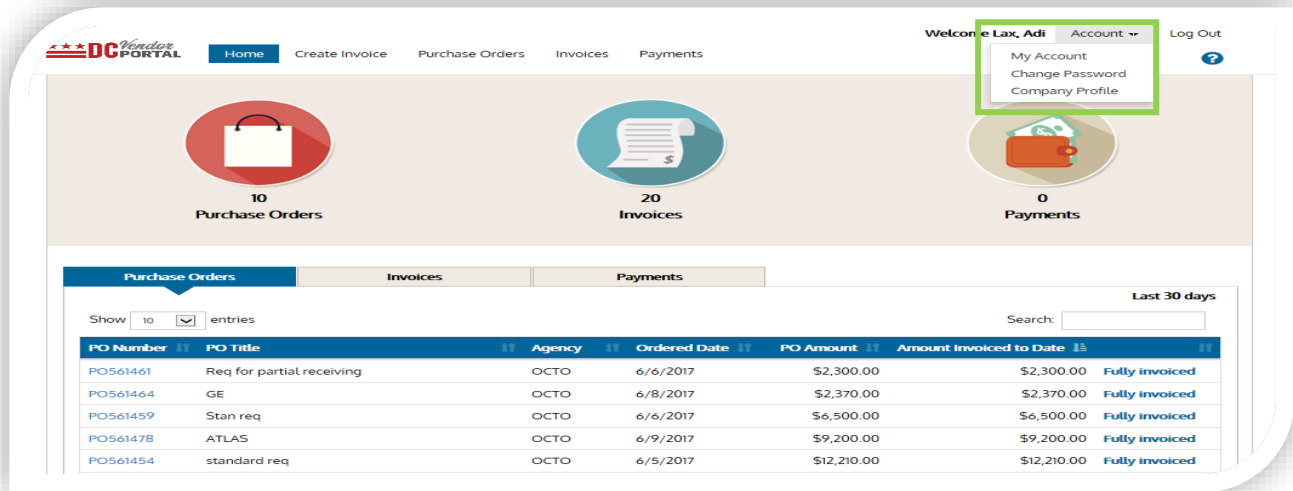 Welcome Lax, Adi Account Log Out
DC Vendor PORTAL
Home Create Invoice Purchase Orders Invoices Payments
My Account
Change Password
Company Profile
?
$
10
Purchase Orders
20
Invoices
0
Payments
Purchase Orders Invoices Payments
Last 30 days
Show 10 entries Search:
PO Number PO Title Agency Ordered Date PO Amount Amount Invoiced to Date
PO561461 Req for partial receiving OCTO 6/6/2017 $2,300.00 $2,300.00 Fully invoiced
PO561464 GE OCTO 6/8/2017 $2,370.00 $2,370.00 Fully invoiced
PO561459 Stan req OCTO 6/6/2017 $6,500.00 $6,500.00 Fully invoiced
PO561478 ATLAS OCTO 6/9/2017 $9,200.00 $9,200.00 Fully invoiced
PO561454 standard req OCTO 6/5/2017 $12,210.00 $12,210.00 Fully invoiced